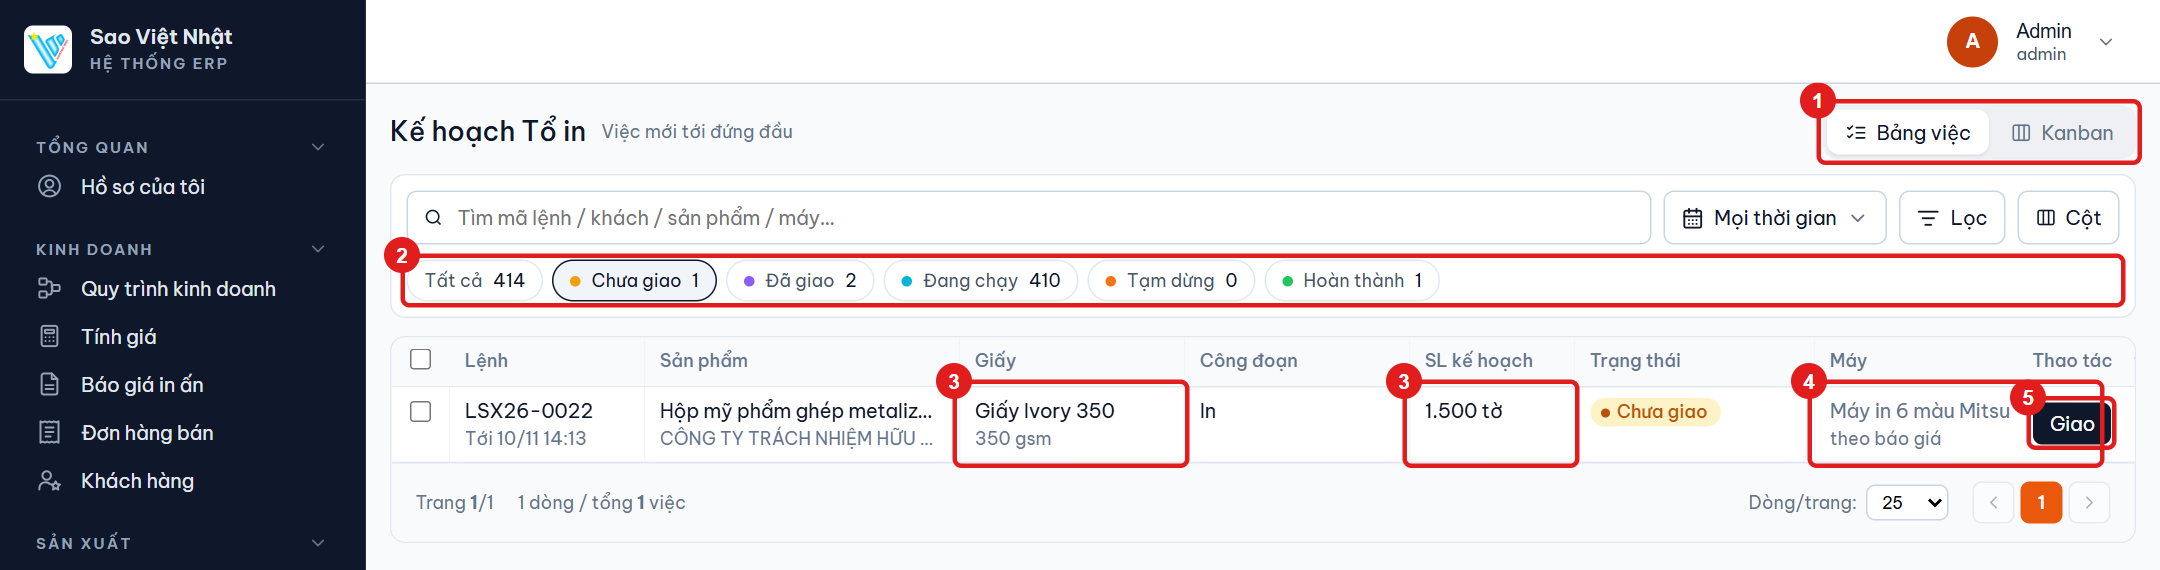 Sao Việt Nhật
HỆ THỐNG ERP
Admin
admin
A
TỔNG QUAN
Hồ sơ của tôi
KINH DOANH
Quy trình kinh doanh
Tính giá
Báo giá in ấn
Đơn hàng bán
Khách hàng
SẢN XUẤT
Kế hoạch Tổ in Việc mới tới đứng đầu
1
Bảng việc Kanban
Tìm mã lệnh / khách / sản phẩm / máy...
Mọi thời gian Lọc Cột
2
Tất cả 414 Chưa giao 1 Đã giao 2 Đang chạy 410 Tạm dừng 0 Hoàn thành 1
Lệnh Sản phẩm Giấy Công đoạn SL kế hoạch Trạng thái Máy Thao tác
3 3 4 5
LSX26-0022 Hộp mỹ phẩm ghép metaliz... Giấy Ivory 350 In 1.500 tờ Chưa giao Máy in 6 màu Mitsu Giao
Tới 10/11 14:13 CÔNG TY TRÁCH NHIỆM HỮU ... 350 gsm theo báo giá
Trang 1/1 1 dòng / tổng 1 việc Dòng/trang: 25 1